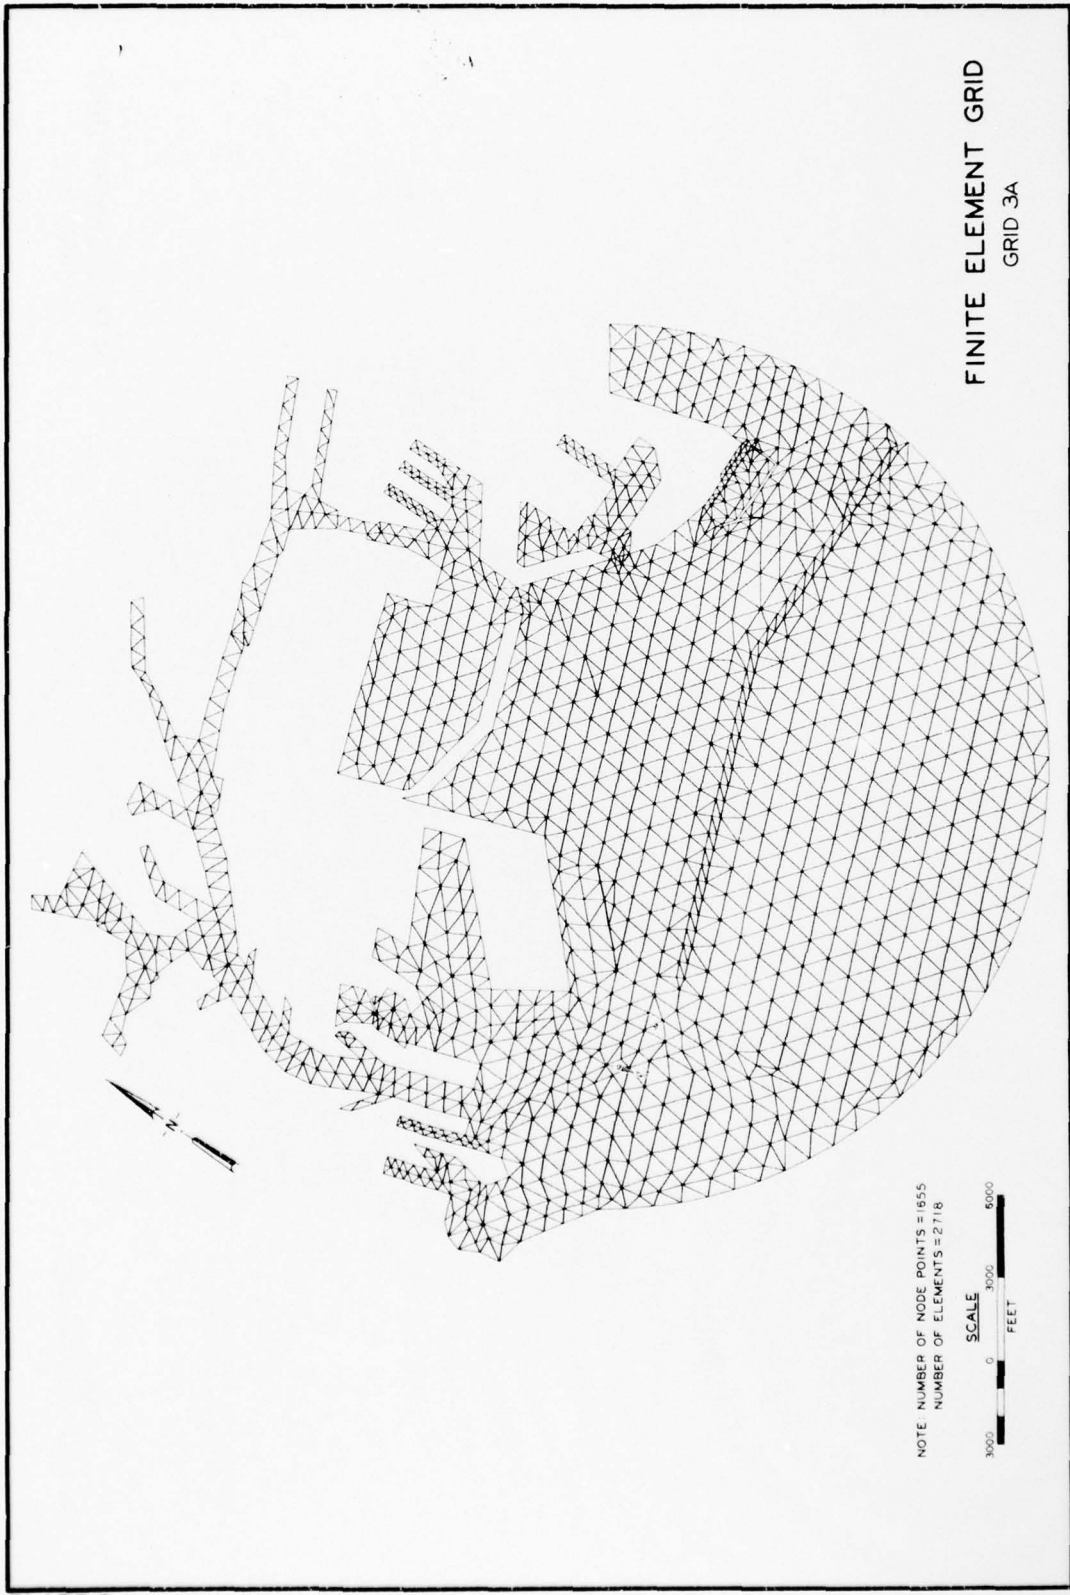 FINITE ELEMENT GRID
GRID 3A
N
NOTE: NUMBER OF NODE POINTS = 1655
NUMBER OF ELEMENTS = 2718
SCALE
3000 0 3000 6000
FEET